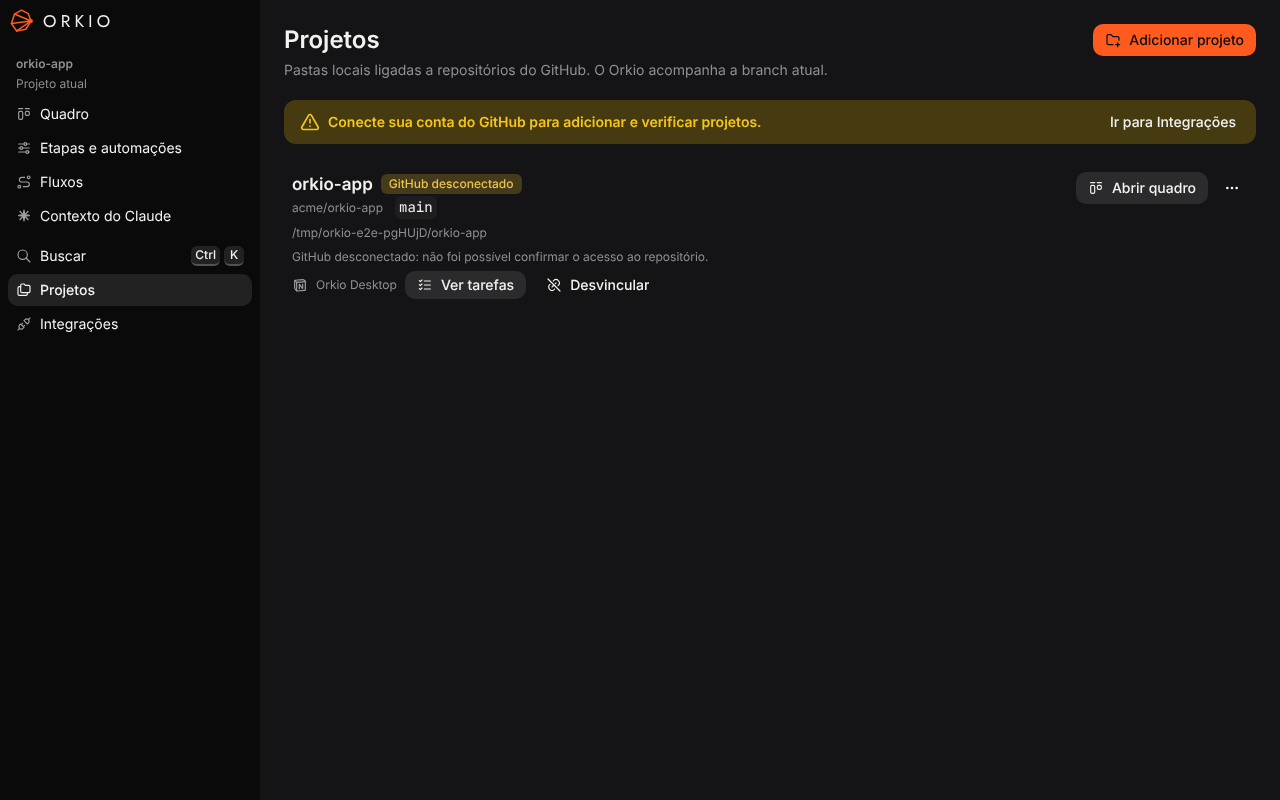 ORKIO
orkio-app
Projeto atual
Quadro
Etapas e automações
Fluxos
Contexto do Claude
Buscar Ctrl K
Projetos
Integrações
Projetos
Adicionar projeto
Pastas locais ligadas a repositórios do GitHub. O Orkio acompanha a branch atual.
Conecte sua conta do GitHub para adicionar e verificar projetos. Ir para Integrações
orkio-app GitHub desconectado
Abrir quadro
acme/orkio-app main
/tmp/orkio-e2e-pgHUjD/orkio-app
GitHub desconectado: não foi possível confirmar o acesso ao repositório.
Orkio Desktop Ver tarefas Desvincular